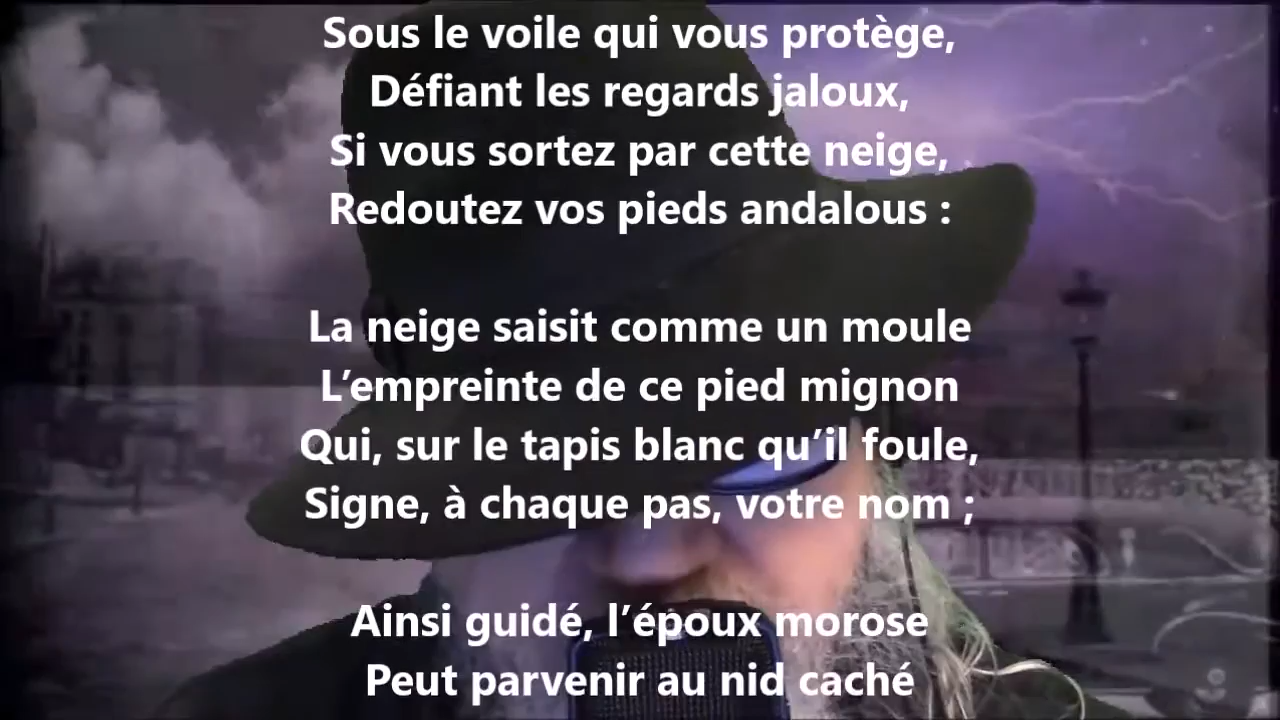 Sous le voile qui vous protège,
Défiant les regards jaloux,
Si vous sortez par cette neige,
Redoutez vos pieds andalous :
La neige saisit comme un moule
L’empreinte de ce pied mignon
Qui, sur le tapis blanc qu’il foule,
Signe, à chaque pas, votre nom ;
Ainsi guidé, l’époux morose
Peut parvenir au nid caché